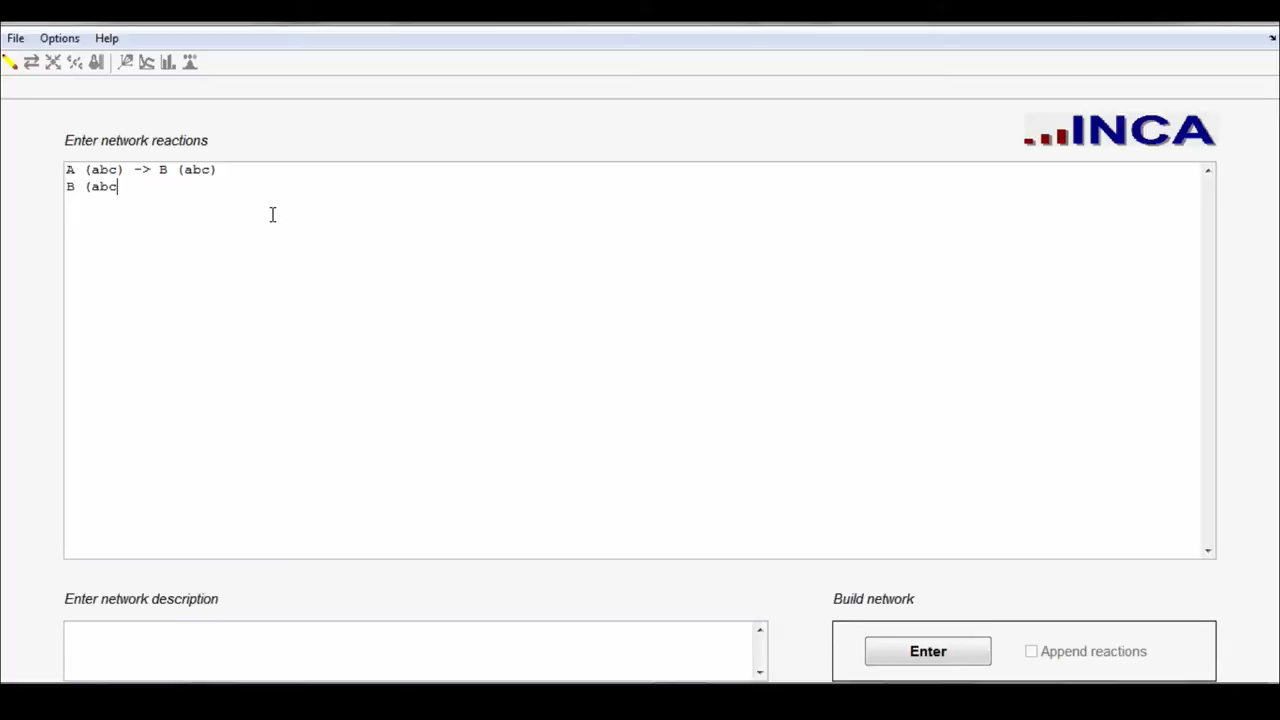 File Options Help
INCA
Enter network reactions
A (abc) -> B (abc)
B (abc
Enter network description
Build network
Enter
Append reactions